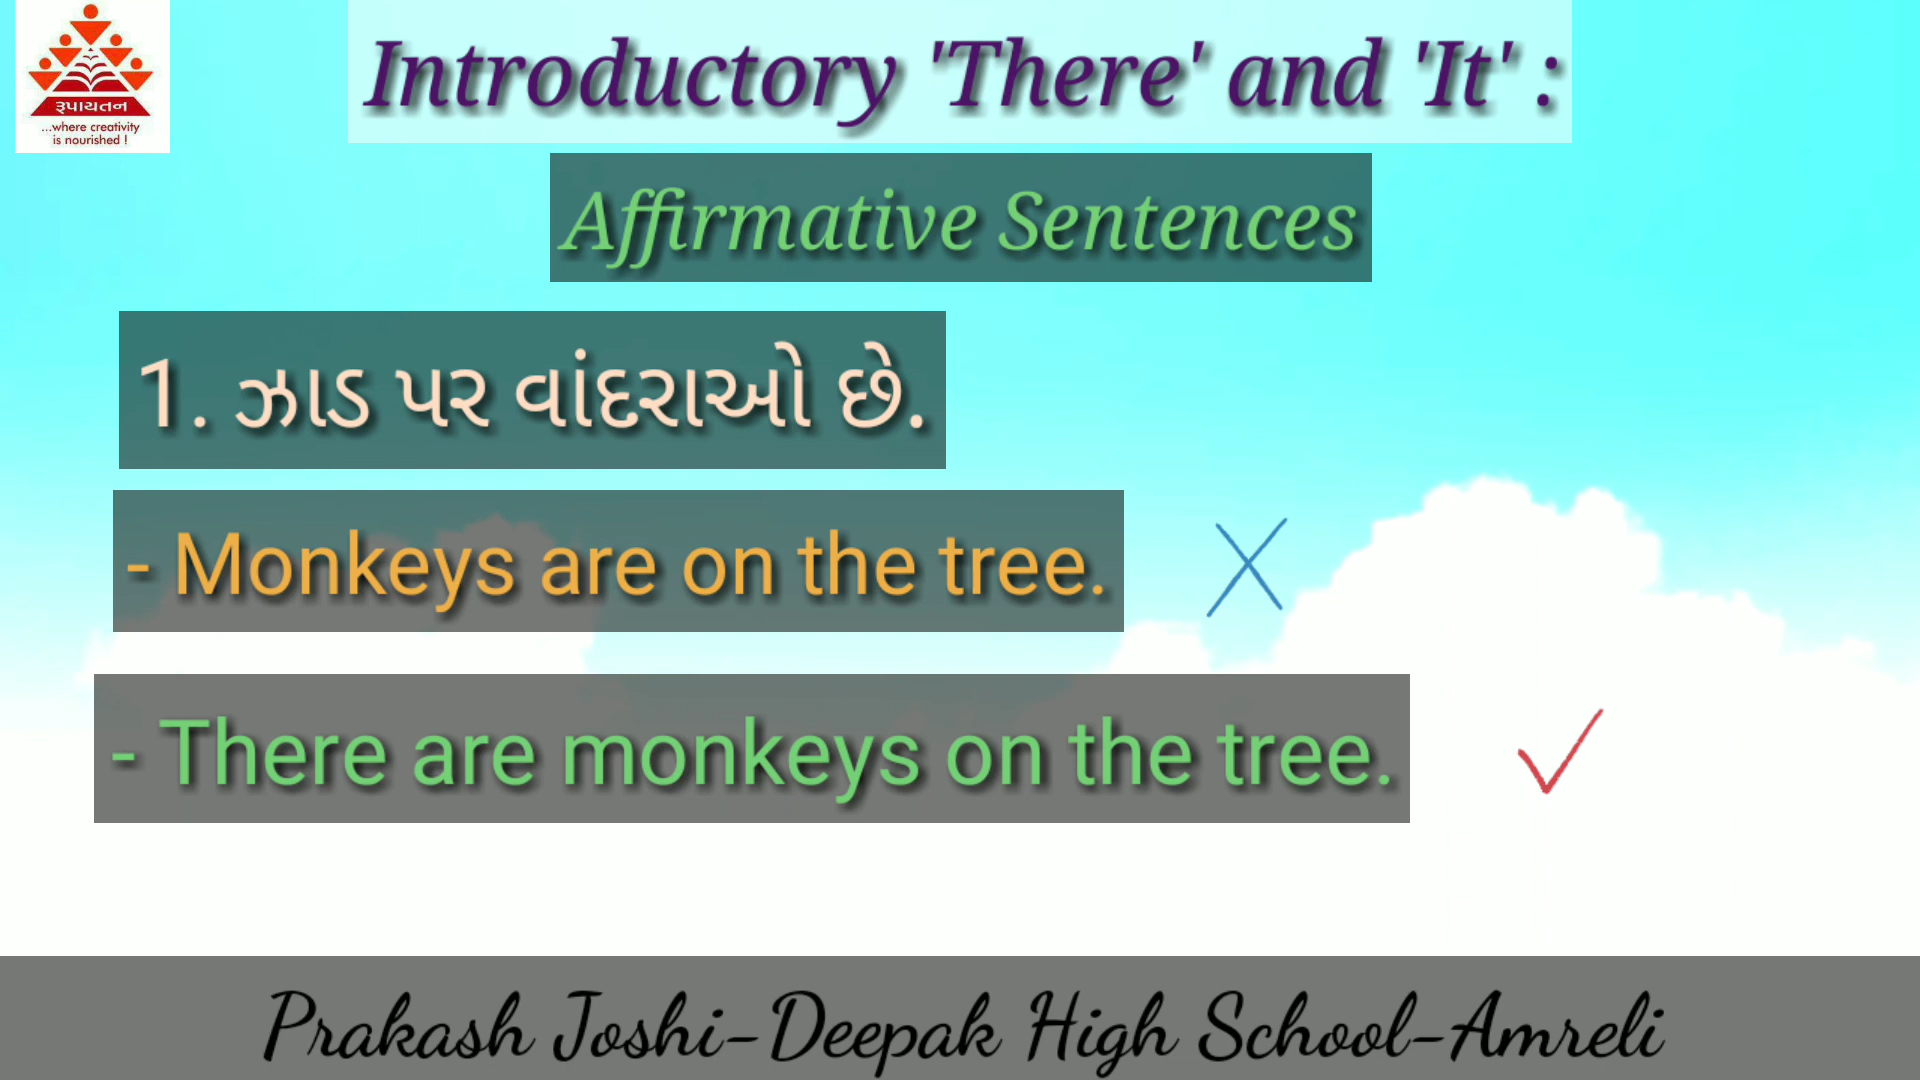 રૂપાયતન
...where creativity
is nourished !
Introductory 'There' and 'It' :
Affirmative Sentences
1. ઝાડ પર વાંદરાઓ છે.
- Monkeys are on the tree.
- There are monkeys on the tree.
Prakash Joshi-Deepak High School-Amreli